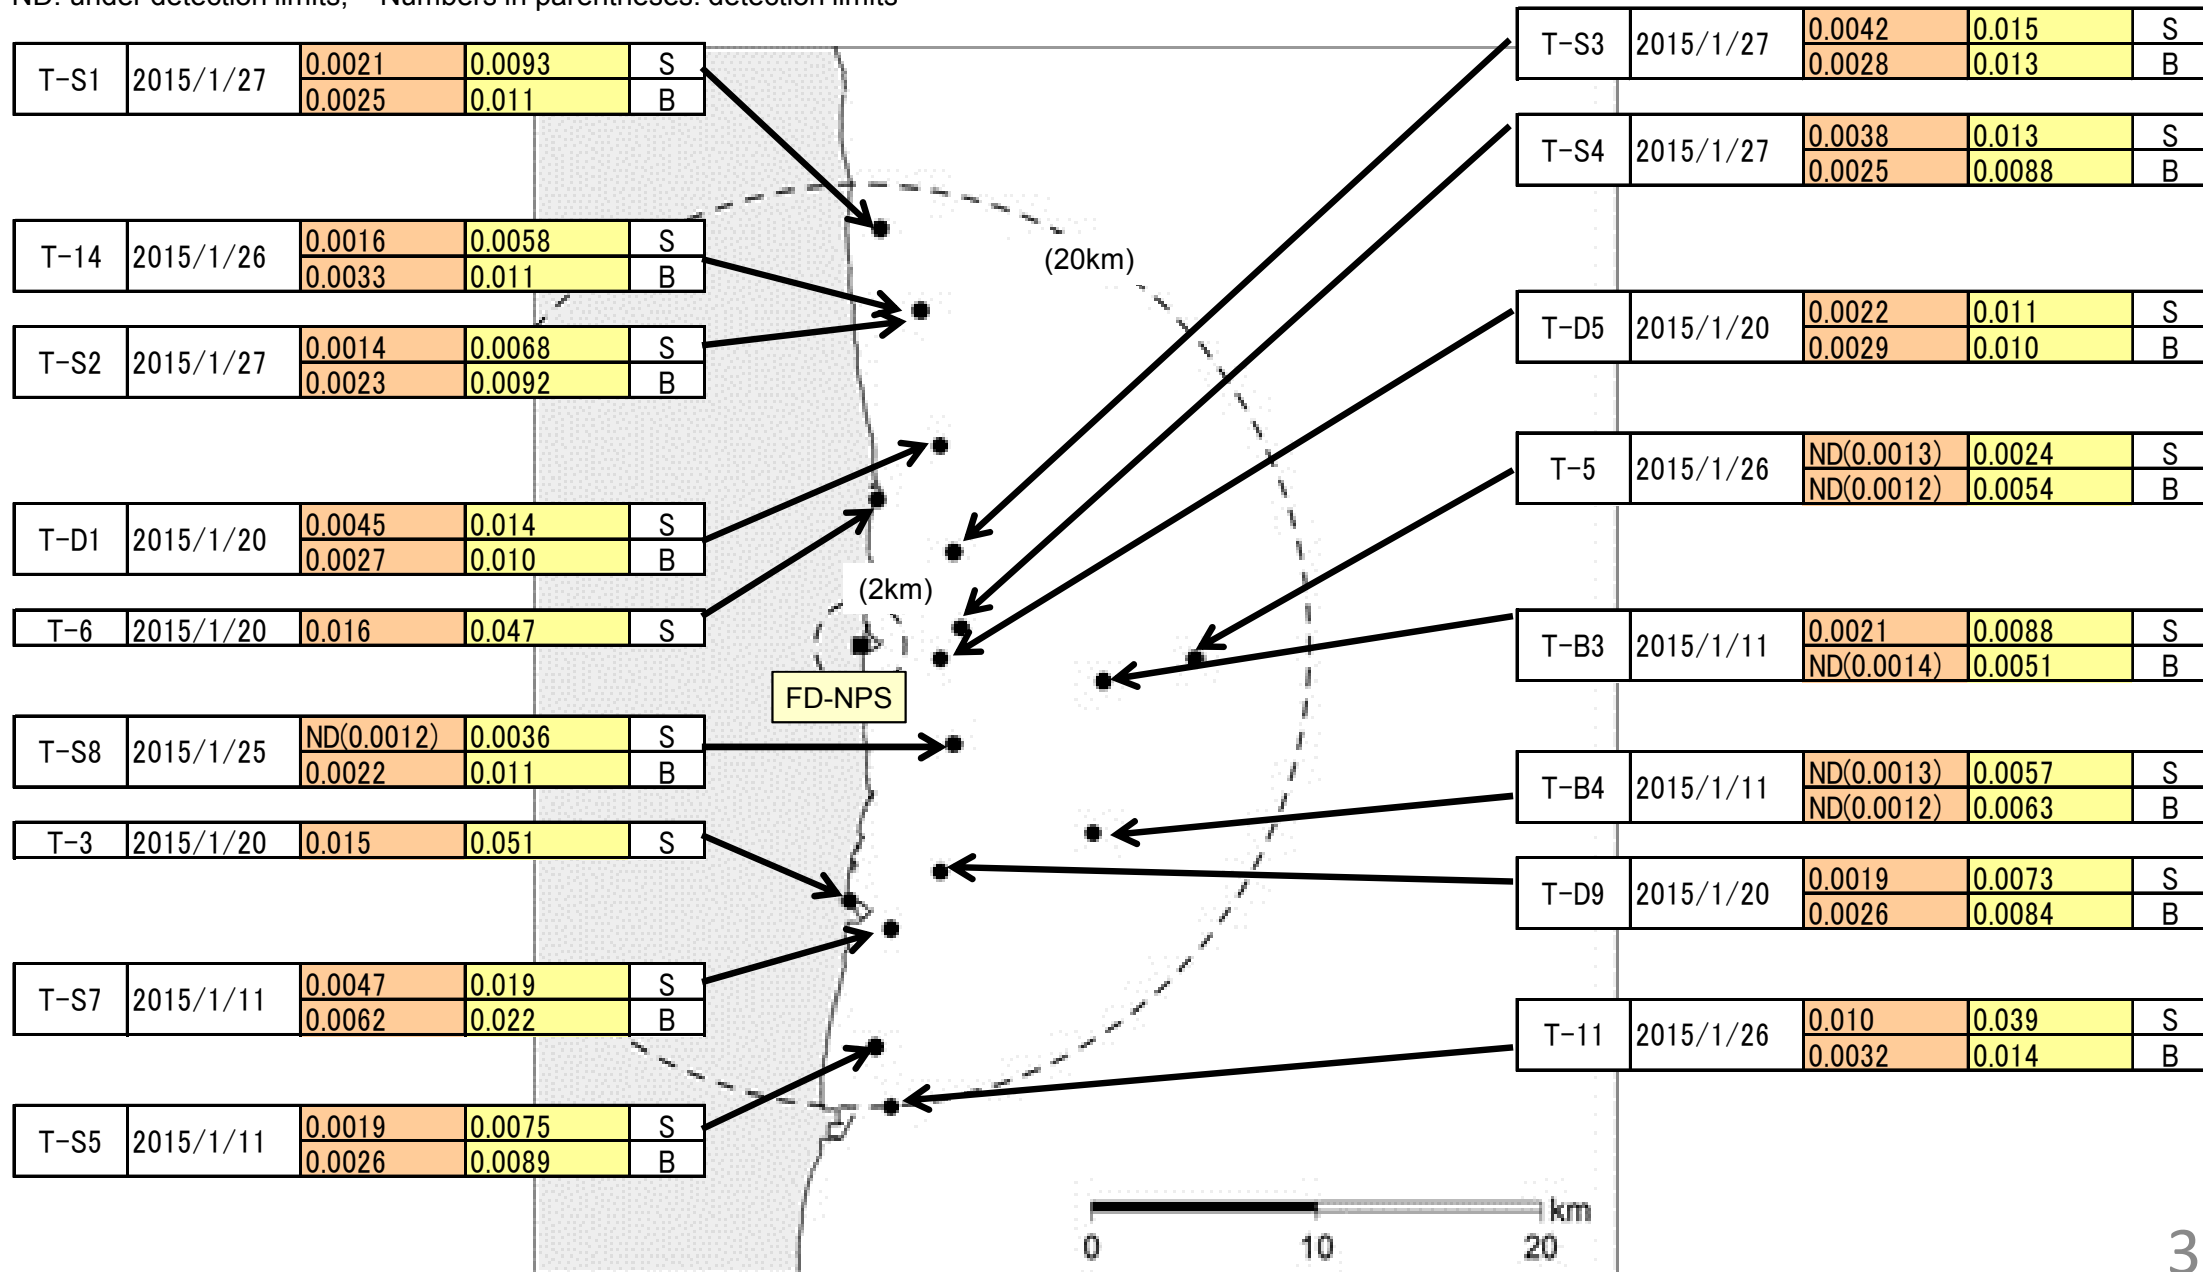 ND: under detection limits, Numbers in parentheses: detection limits
T-S1 2015/1/27 0.0021 0.0093 S
0.0025 0.011 B
T-14 2015/1/26 0.0016 0.0058 S
0.0033 0.011 B
T-S2 2015/1/27 0.0014 0.0068 S
0.0023 0.0092 B
T-D1 2015/1/20 0.0045 0.014 S
0.0027 0.010 B
T-6 2015/1/20 0.016 0.047 S
T-S8 2015/1/25 ND(0.0012) 0.0036 S
0.0022 0.011 B
T-3 2015/1/20 0.015 0.051 S
T-S7 2015/1/11 0.0047 0.019 S
0.0062 0.022 B
T-S5 2015/1/11 0.0019 0.0075 S
0.0026 0.0089 B
(20km)
(2km)
FD-NPS
T-S3 2015/1/27 0.0042 0.015 S
0.0028 0.013 B
T-S4 2015/1/27 0.0038 0.013 S
0.0025 0.0088 B
T-D5 2015/1/20 0.0022 0.011 S
0.0029 0.010 B
T-5 2015/1/26 ND(0.0013) 0.0024 S
ND(0.0012) 0.0054 B
T-B3 2015/1/11 0.0021 0.0088 S
ND(0.0014) 0.0051 B
T-B4 2015/1/11 ND(0.0013) 0.0057 S
ND(0.0012) 0.0063 B
T-D9 2015/1/20 0.0019 0.0073 S
0.0026 0.0084 B
T-11 2015/1/26 0.010 0.039 S
0.0032 0.014 B
km
0 10 20
3